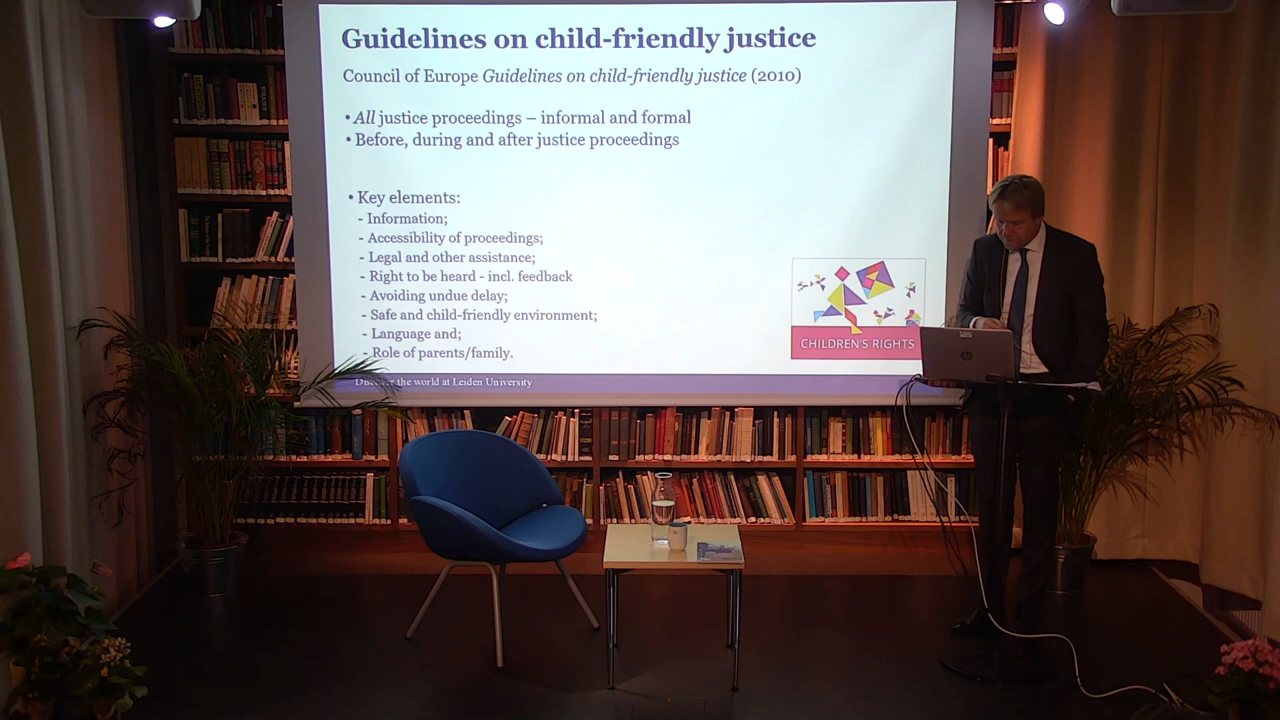 Guidelines on child-friendly justice
Council of Europe Guidelines on child-friendly justice (2010)
• All justice proceedings – informal and formal
• Before, during and after justice proceedings
• Key elements:
- Information;
- Accessibility of proceedings;
- Legal and other assistance;
- Right to be heard - incl. feedback
- Avoiding undue delay;
- Safe and child-friendly environment;
- Language and;
- Role of parents/family.
CHILDREN'S RIGHTS
Discover the world at Leiden University
hp